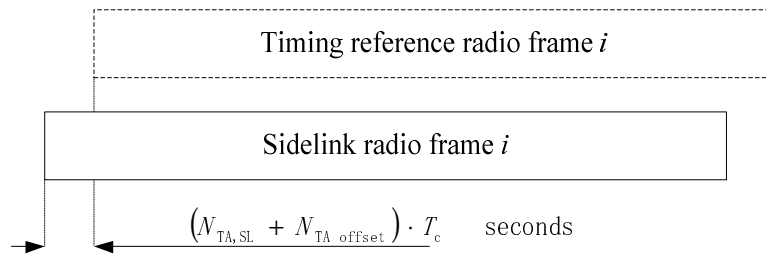 Timing reference radio frame i
Sidelink radio frame i
(N_TA,SL + N_TA offset) · T_c seconds